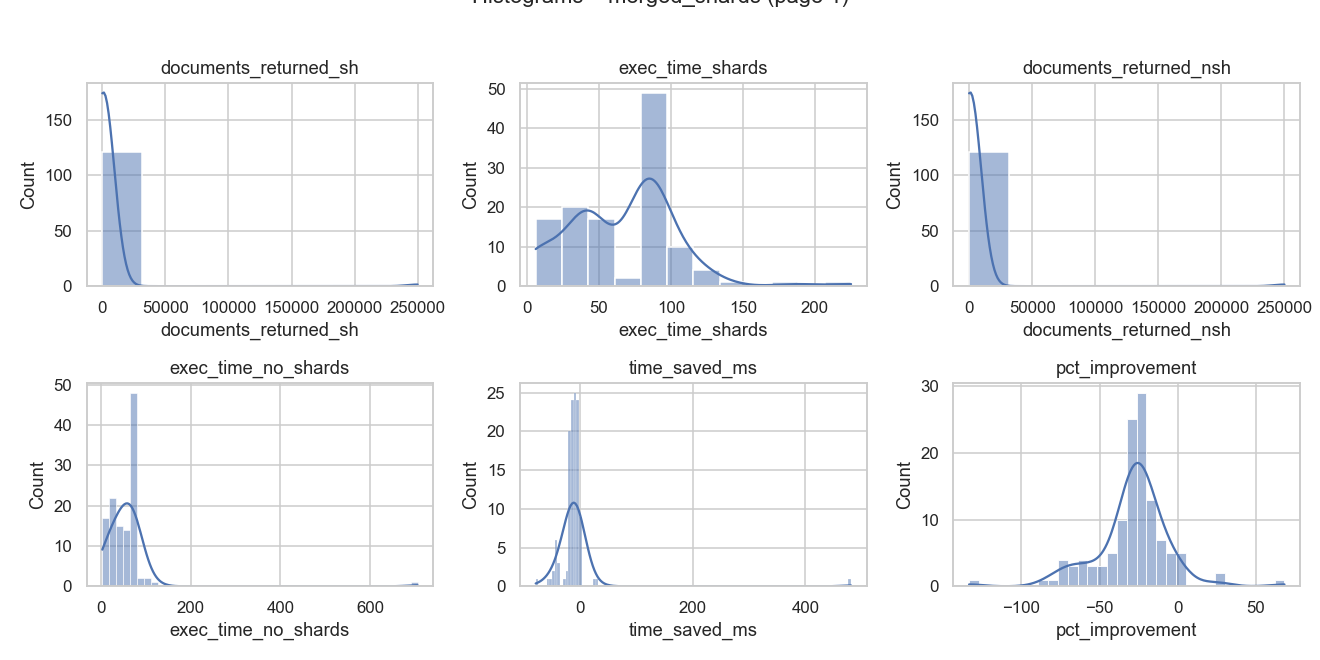 Histograms – merged_shards (page 1)
documents_returned_sh exec_time_shards documents_returned_nsh
150
100
50
0
Count
0 50000 100000 150000 200000 250000
documents_returned_sh
50
40
30
20
10
0
Count
0 50 100 150 200
exec_time_shards
150
100
50
0
Count
0 50000 100000 150000 200000 250000
documents_returned_nsh
exec_time_no_shards time_saved_ms pct_improvement
50
40
30
20
10
0
Count
0 200 400 600
exec_time_no_shards
25
20
15
10
5
0
Count
0 200 400
time_saved_ms
30
20
10
0
Count
−100 −50 0 50
pct_improvement